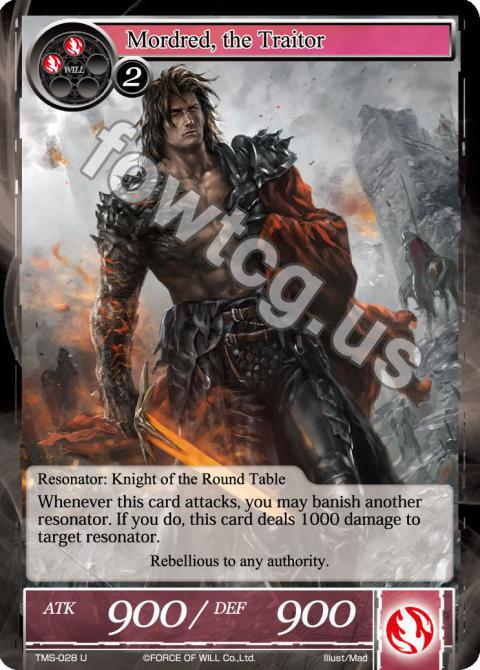 Mordred, the Traitor
WILL
2
fowtcg.us
Resonator: Knight of the Round Table
Whenever this card attacks, you may banish another
resonator. If you do, this card deals 1000 damage to
target resonator.
Rebellious to any authority.
ATK 900 / DEF 900
TMS-028 U ©FORCE OF WILL Co.,Ltd. Illust/Mad